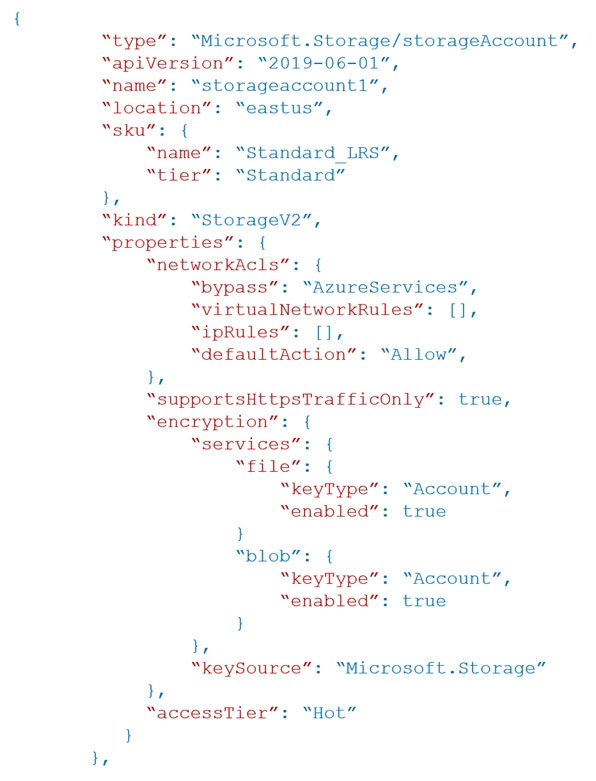 {
“type”: “Microsoft.Storage/storageAccount”,
“apiVersion”: “2019-06-01”,
“name”: “storageaccount1”,
“location”: “eastus”,
“sku”: {
“name”: “Standard_LRS”,
“tier”: “Standard”
},
“kind”: “StorageV2”,
“properties”: {
“networkAcls”: {
“bypass”: “AzureServices”,
“virtualNetworkRules”: [],
“ipRules”: [],
“defaultAction”: “Allow”,
},
“supportsHttpsTrafficOnly”: true,
“encryption”: {
“services”: {
“file”: {
“keyType”: “Account”,
“enabled”: true
}
“blob”: {
“keyType”: “Account”,
“enabled”: true
}
},
“keySource”: “Microsoft.Storage”
},
“accessTier”: “Hot”
}
},